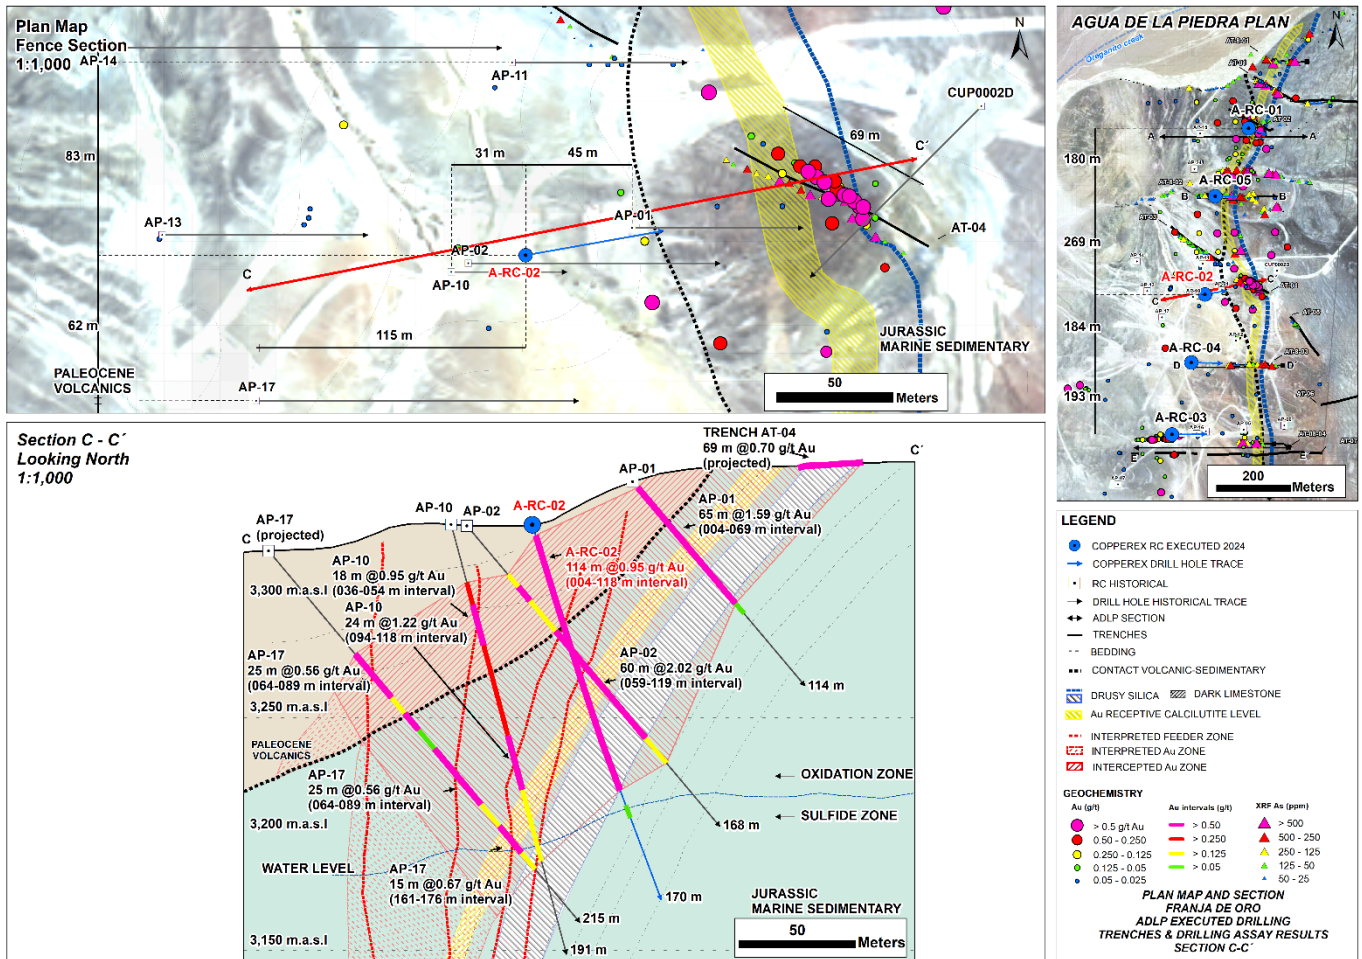 Plan Map
Fence Section
1:1,000
AP-14
AP-11
N
CUP0002D
83 m
31 m
45 m
69 m
C´
AP-13
AP-01
AT-04
AP-02
A-RC-02
C
AP-10
62 m
115 m
JURASSIC
MARINE SEDIMENTARY
PALEOCENE
VOLCANICS
AP-17
50
Meters
Section C - C´
Looking North
1:1,000
TRENCH AT-04
69 m @0.70 g/t Au
(projected)
C´
AP-01
A-RC-02
AP-10
AP-02
AP-17
(projected)
C
AP-01
65 m @1.59 g/t Au
(004-069 m interval)
AP-10
18 m @0.95 g/t Au
(036-054 m interval)
A-RC-02
114 m @0.95 g/t Au
(004-118 m interval)
3,300 m.a.s.l
AP-10
24 m @1.22 g/t Au
(094-118 m interval)
AP-17
25 m @0.56 g/t Au
(064-089 m interval)
AP-02
60 m @2.02 g/t Au
(059-119 m interval)
114 m
3,250 m.a.s.l
PALEOCENE
VOLCANICS
AP-17
25 m @0.56 g/t Au
(064-089 m interval)
OXIDATION ZONE
SULFIDE ZONE
3,200 m.a.s.l
168 m
WATER LEVEL
AP-17
15 m @0.67 g/t Au
(161-176 m interval)
170 m
JURASSIC
MARINE SEDIMENTARY
215 m
191 m
3,150 m.a.s.l
50
Meters
AGUA DE LA PIEDRA PLAN
N
A-RC-01
A
A
180 m
A-RC-05
B
B
269 m
A-RC-02
C
C´
184 m
A-RC-04
D
D
193 m
A-RC-03
E
E
200
Meters
LEGEND
COPPEREX RC EXECUTED 2024
COPPEREX DRILL HOLE TRACE
RC HISTORICAL
DRILL HOLE HISTORICAL TRACE
ADLP SECTION
TRENCHES
BEDDING
CONTACT VOLCANIC-SEDIMENTARY
DRUSY SILICA
DARK LIMESTONE
Au RECEPTIVE CALCILUTITE LEVEL
INTERPRETED FEEDER ZONE
INTERPRETED Au ZONE
INTERCEPTED Au ZONE
GEOCHEMISTRY
Au (g/t)
Au intervals (g/t)
XRF As (ppm)
> 0.5 g/t Au
> 0.50
> 500
0.50 - 0.250
> 0.250
500 - 250
0.250 - 0.125
> 0.125
250 - 125
0.125 - 0.05
> 0.05
125 - 50
0.05 - 0.025
50 - 25
PLAN MAP AND SECTION
FRANJA DE ORO
ADLP EXECUTED DRILLING
TRENCHES & DRILLING ASSAY RESULTS
SECTION C-C´